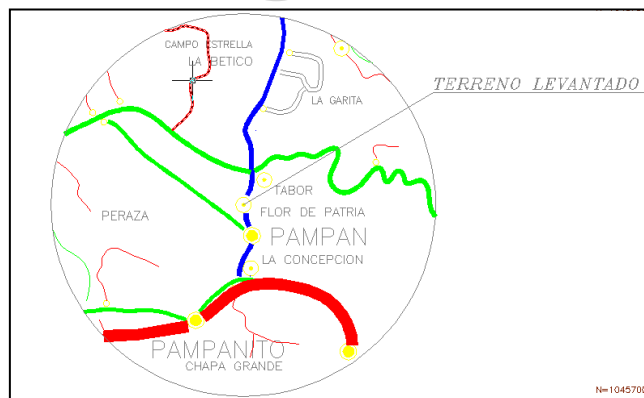 CAMPO ESTRELLA
LA BETICO
TERRENO LEVANTADO
LA GARITA
TABOR
PERAZA
FLOR DE PATRIA
PAMPAN
LA CONCEPCION
PAMPANITO
CHAPA GRANDE
N=1045700